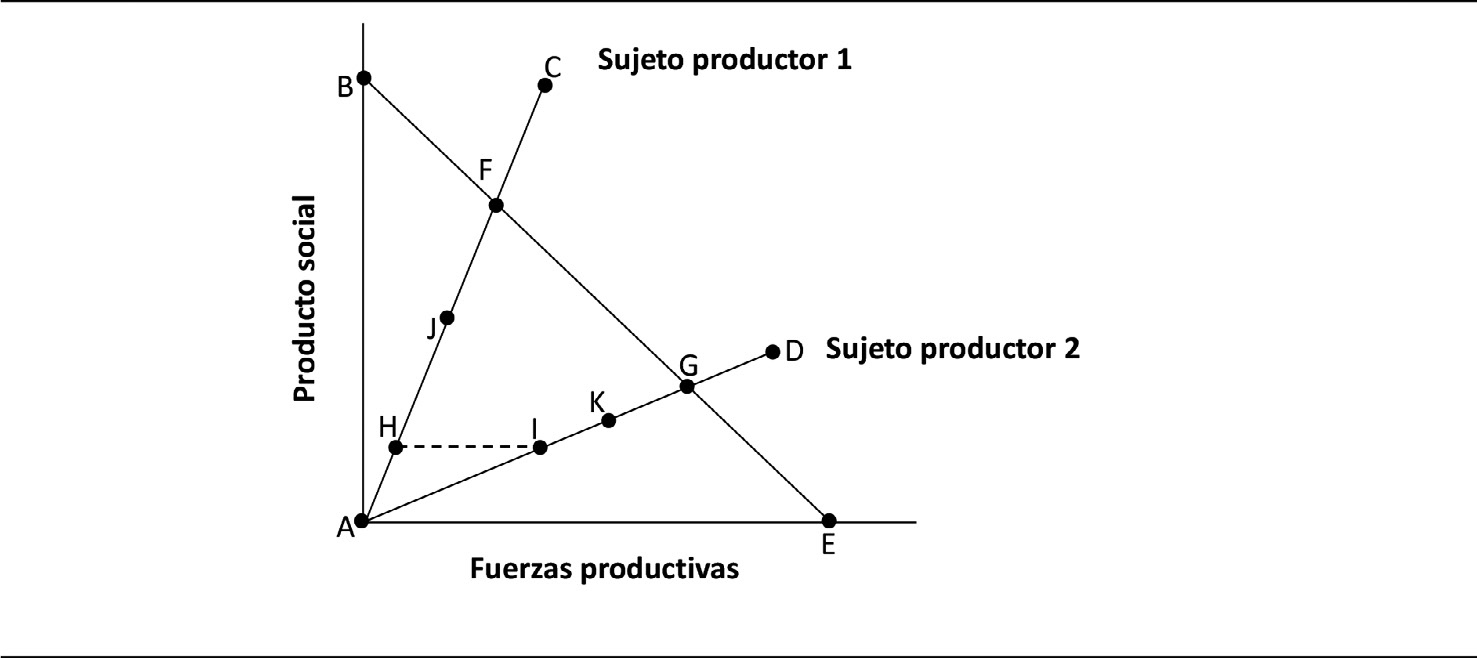 C
Sujeto productor 1
B
F
Producto social
J
G
D
Sujeto productor 2
K
H
I
A
E
Fuerzas productivas